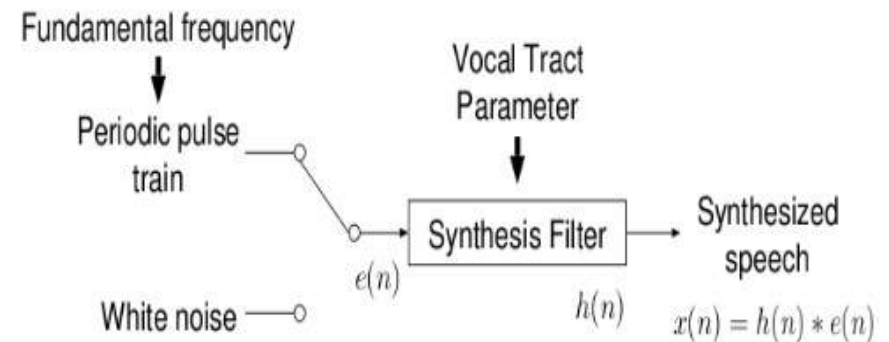 Fundamental frequency
Periodic pulse
train
White noise
e(n)
Vocal Tract
Parameter
Synthesis Filter
h(n)
Synthesized
speech
x(n) = h(n) * e(n)